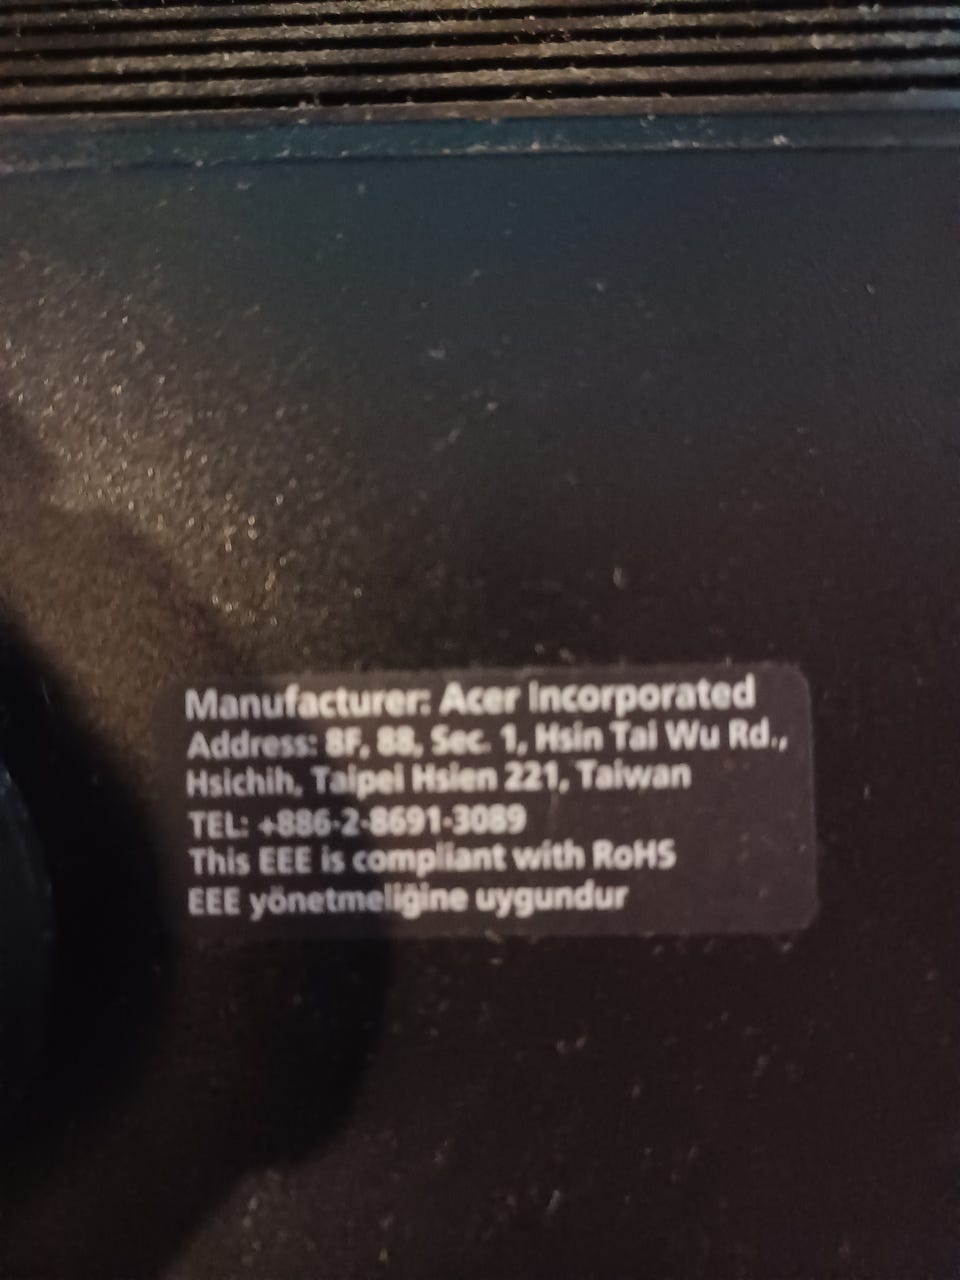 Manufacturer: Acer Incorporated
Address: 8F, 88, Sec. 1, Hsin Tai Wu Rd.,
Hsichih, Taipei Hsien 221, Taiwan
TEL: +886-2-8691-3089
This EEE is compliant with RoHS
EEE yönetmeliğine uygundur